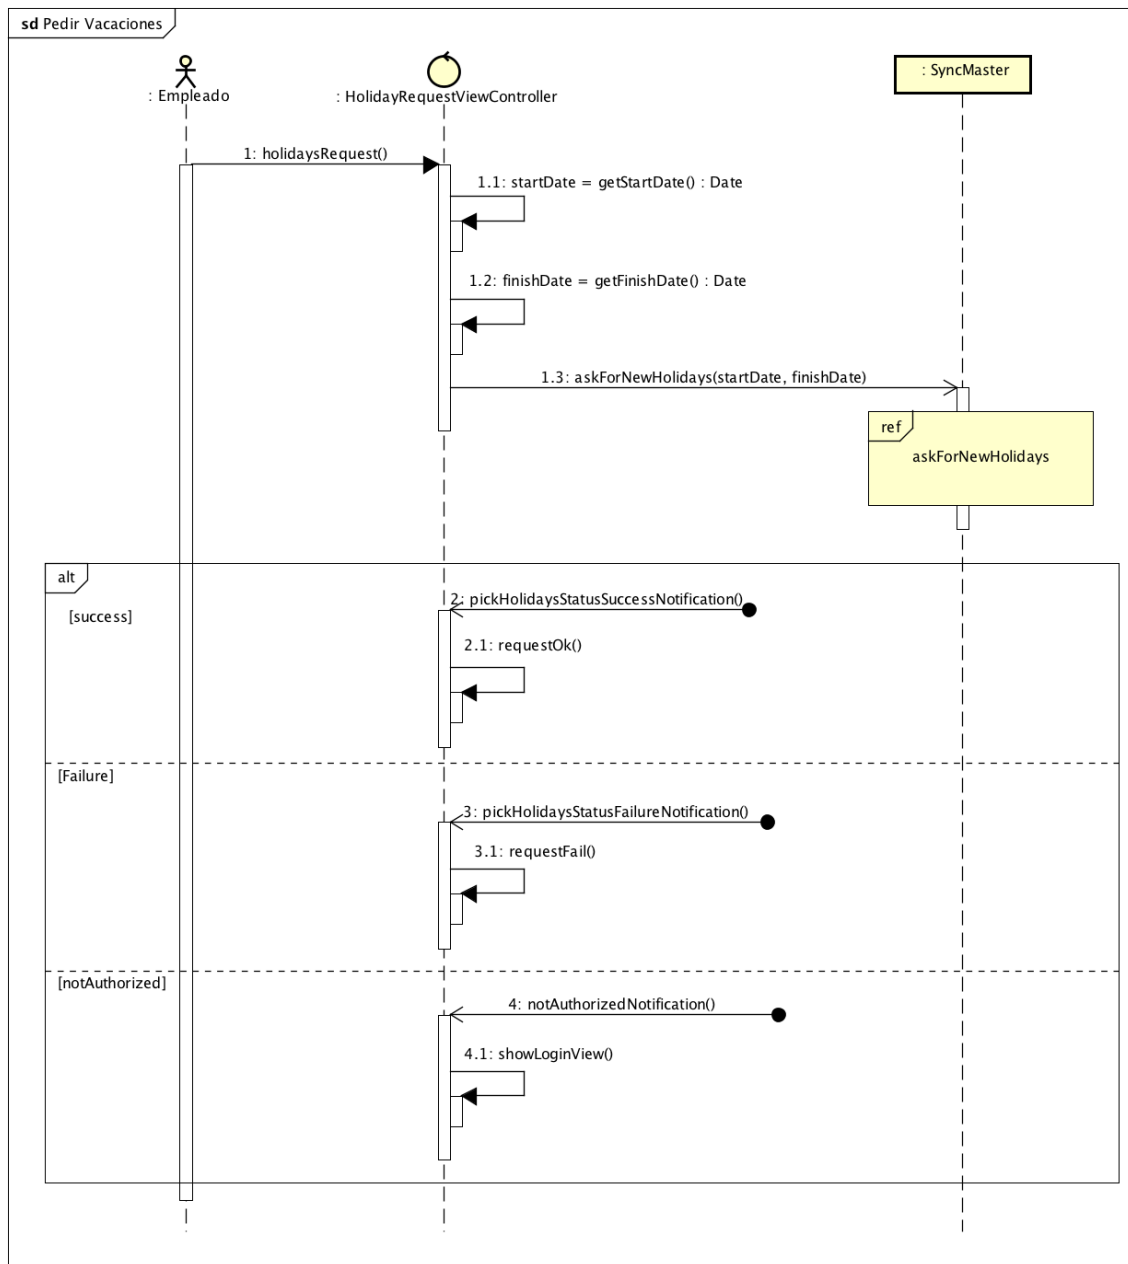 sd Pedir Vacaciones
: Empleado
: HolidayRequestViewController
: SyncMaster
1: holidaysRequest()
1.1: startDate = getStartDate() : Date
1.2: finishDate = getFinishDate() : Date
1.3: askForNewHolidays(startDate, finishDate)
ref
askForNewHolidays
alt
[success]
2: pickHolidaysStatusSuccessNotification()
2.1: requestOk()
[Failure]
3: pickHolidaysStatusFailureNotification()
3.1: requestFail()
[notAuthorized]
4: notAuthorizedNotification()
4.1: showLoginView()